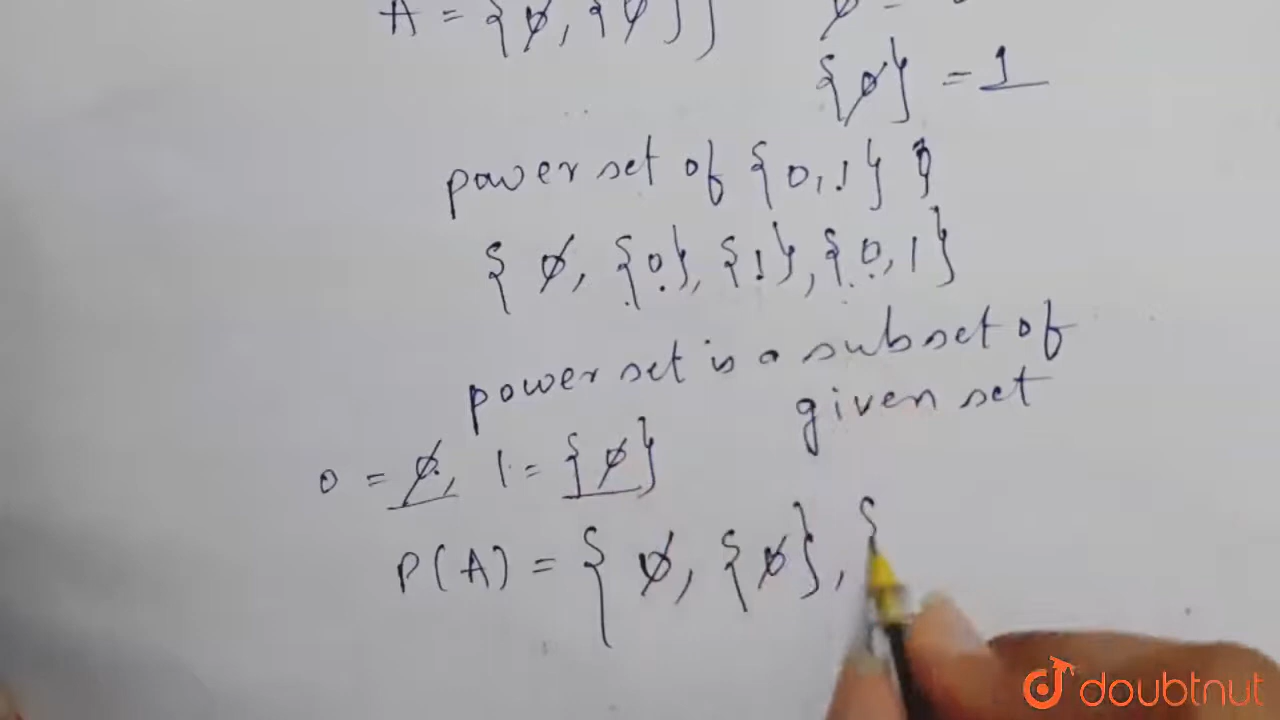 A = {ϕ, {ϕ}}
ϕ =
{ϕ} = 1
power set of {0,1} }
{ϕ, {0}, {1}, {0,1}
power set is a subset of
given set
0 = ϕ, 1 = {ϕ}
P(A) = {ϕ, {ϕ}, {
doubtnut